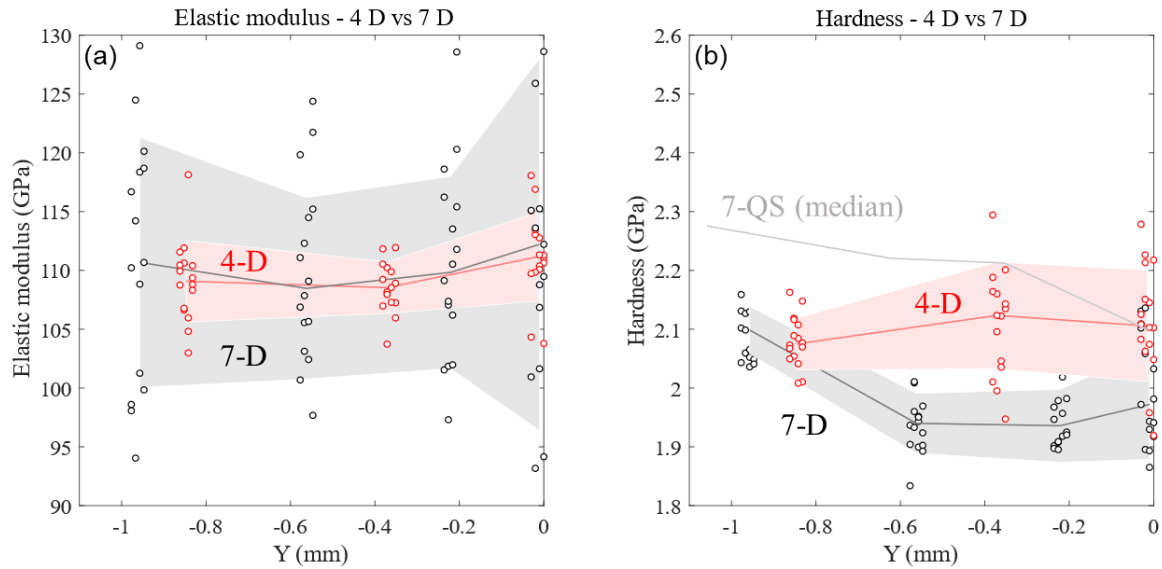 Elastic modulus - 4 D vs 7 D
(a)
Elastic modulus (GPa)
130
125
120
115
110
105
100
95
90
4-D
7-D
-1
-0.8
-0.6
-0.4
-0.2
0
Y (mm)
Hardness - 4 D vs 7 D
(b)
Hardness (GPa)
2.6
2.5
2.4
2.3
2.2
2.1
2
1.9
1.8
7-QS (median)
4-D
7-D
-1
-0.8
-0.6
-0.4
-0.2
0
Y (mm)